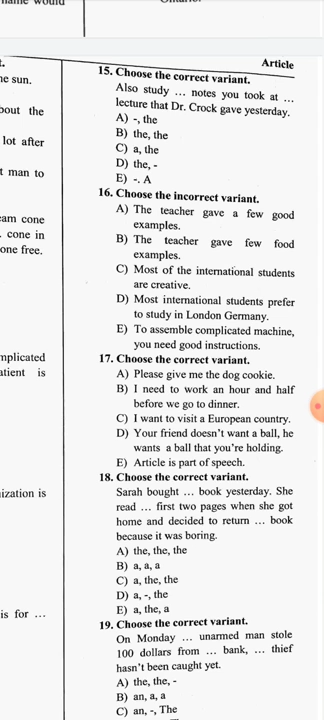 name would
Ontario.
Article
t.
he sun.
bout the
lot after
t man to
am cone
. cone in
one free.
mplicated
atient is
ization is
is for ...
15. Choose the correct variant.
Also study ... notes you took at ...
lecture that Dr. Crock gave yesterday.
A) -, the
B) the, the
C) a, the
D) the, -
E) -. A
16. Choose the incorrect variant.
A) The teacher gave a few good
examples.
B) The teacher gave few food
examples.
C) Most of the international students
are creative.
D) Most international students prefer
to study in London Germany.
E) To assemble complicated machine,
you need good instructions.
17. Choose the correct variant.
A) Please give me the dog cookie.
B) I need to work an hour and half
before we go to dinner.
C) I want to visit a European country.
D) Your friend doesn't want a ball, he
wants a ball that you're holding.
E) Article is part of speech.
18. Choose the correct variant.
Sarah bought ... book yesterday. She
read ... first two pages when she got
home and decided to return ... book
because it was boring.
A) the, the, the
B) a, a, a
C) a, the, the
D) a, -, the
E) a, the, a
19. Choose the correct variant.
On Monday ... unarmed man stole
100 dollars from ... bank, ... thief
hasn't been caught yet.
A) the, the, -
B) an, a, a
C) an, -, The